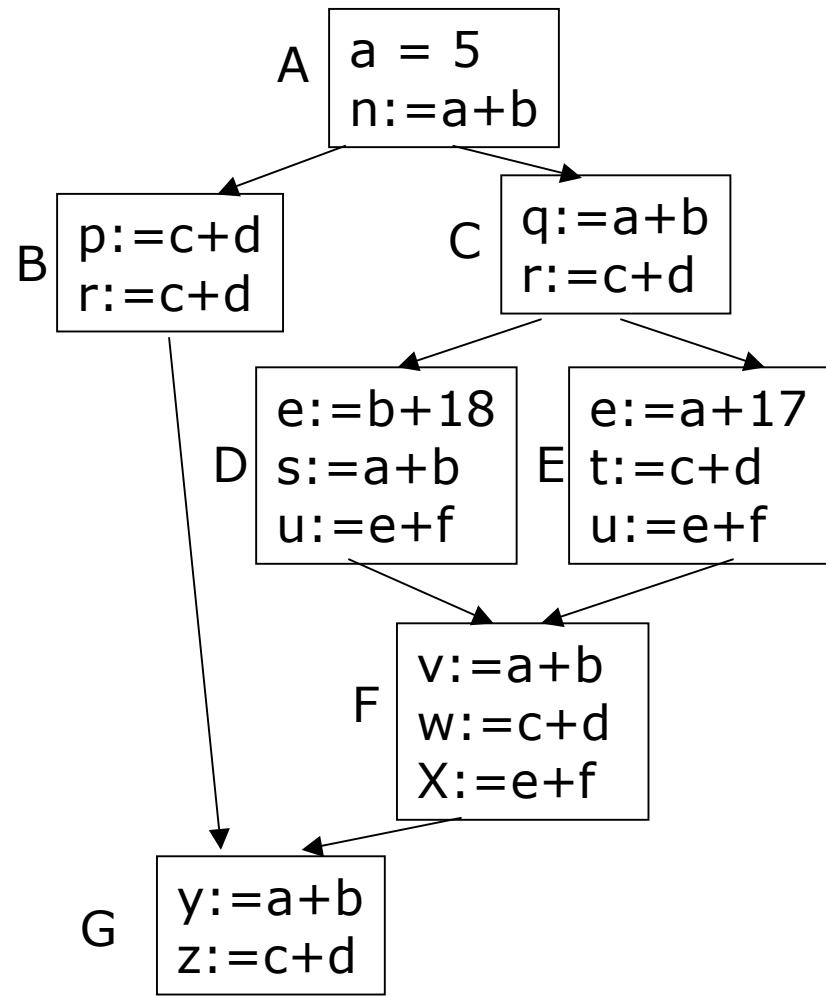 A
a = 5
n:=a+b
B
p:=c+d
r:=c+d
C
q:=a+b
r:=c+d
D
e:=b+18
s:=a+b
u:=e+f
E
e:=a+17
t:=c+d
u:=e+f
F
v:=a+b
w:=c+d
X:=e+f
G
y:=a+b
z:=c+d